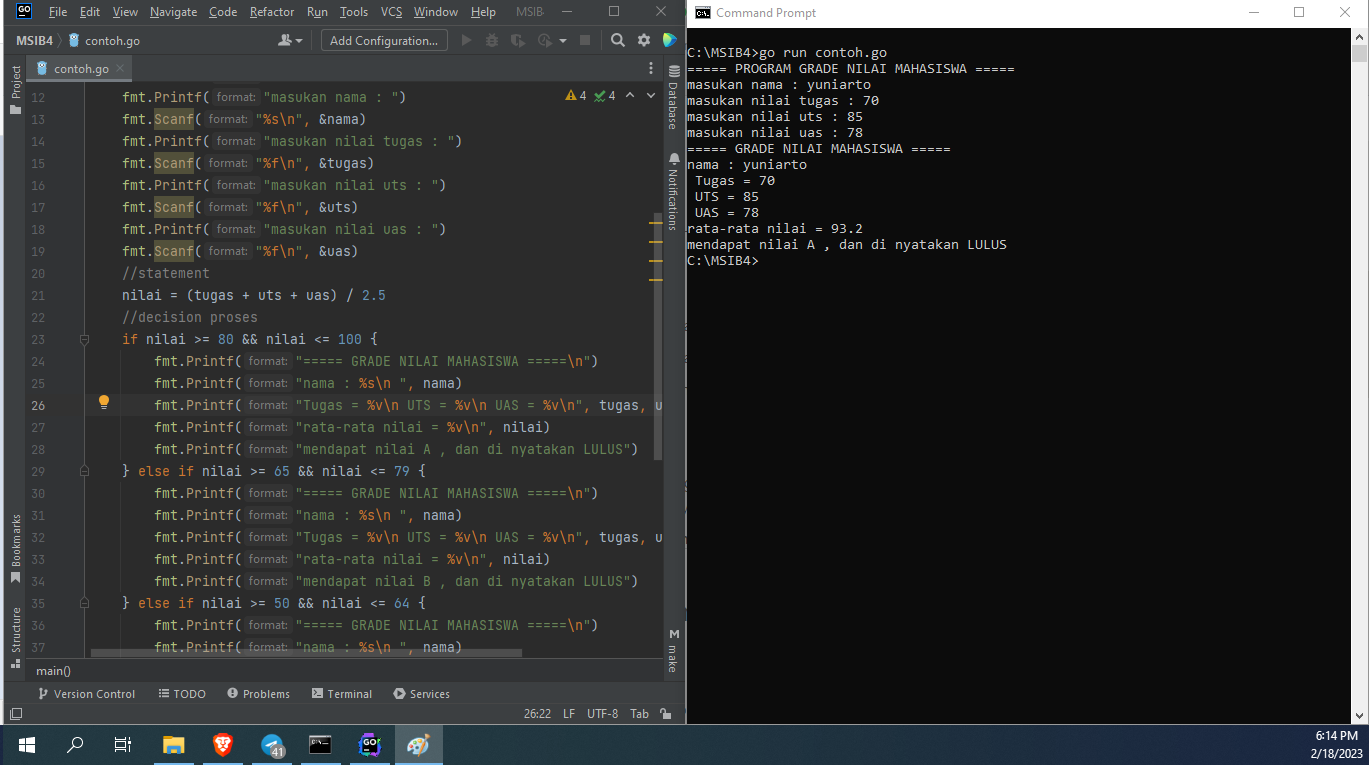 File Edit View Navigate Code Refactor Run Tools VCS Window Help MSIB
MSIB4 contoh.go Add Configuration...
contoh.go
Project
Bookmarks
Structure
12 fmt.Printf( format: "masukan nama : ")
13 fmt.Scanf( format: "%s\n", &nama)
14 fmt.Printf( format: "masukan nilai tugas : ")
15 fmt.Scanf( format: "%f\n", &tugas)
16 fmt.Printf( format: "masukan nilai uts : ")
17 fmt.Scanf( format: "%f\n", &uts)
18 fmt.Printf( format: "masukan nilai uas : ")
19 fmt.Scanf( format: "%f\n", &uas)
20 //statement
21 nilai = (tugas + uts + uas) / 2.5
22 //decision proses
23 if nilai >= 80 && nilai <= 100 {
24 fmt.Printf( format: "===== GRADE NILAI MAHASISWA =====\n")
25 fmt.Printf( format: "nama : %s\n ", nama)
26 fmt.Printf( format: "Tugas = %v\n UTS = %v\n UAS = %v\n", tugas, u
27 fmt.Printf( format: "rata-rata nilai = %v\n", nilai)
28 fmt.Printf( format: "mendapat nilai A , dan di nyatakan LULUS")
29 } else if nilai >= 65 && nilai <= 79 {
30 fmt.Printf( format: "===== GRADE NILAI MAHASISWA =====\n")
31 fmt.Printf( format: "nama : %s\n ", nama)
32 fmt.Printf( format: "Tugas = %v\n UTS = %v\n UAS = %v\n", tugas, u
33 fmt.Printf( format: "rata-rata nilai = %v\n", nilai)
34 fmt.Printf( format: "mendapat nilai B , dan di nyatakan LULUS")
35 } else if nilai >= 50 && nilai <= 64 {
36 fmt.Printf( format: "===== GRADE NILAI MAHASISWA =====\n")
37 fmt.Printf( format: "nama : %s\n ", nama)
4 4
Database
Notifications
make
main()
Version Control TODO Problems Terminal Services
26:22 LF UTF-8 Tab
Command Prompt
C:\MSIB4>go run contoh.go
===== PROGRAM GRADE NILAI MAHASISWA =====
masukan nama : yuniarto
masukan nilai tugas : 70
masukan nilai uts : 85
masukan nilai uas : 78
===== GRADE NILAI MAHASISWA =====
nama : yuniarto
Tugas = 70
UTS = 85
UAS = 78
rata-rata nilai = 93.2
mendapat nilai A , dan di nyatakan LULUS
C:\MSIB4>
41
6:14 PM
2/18/2023